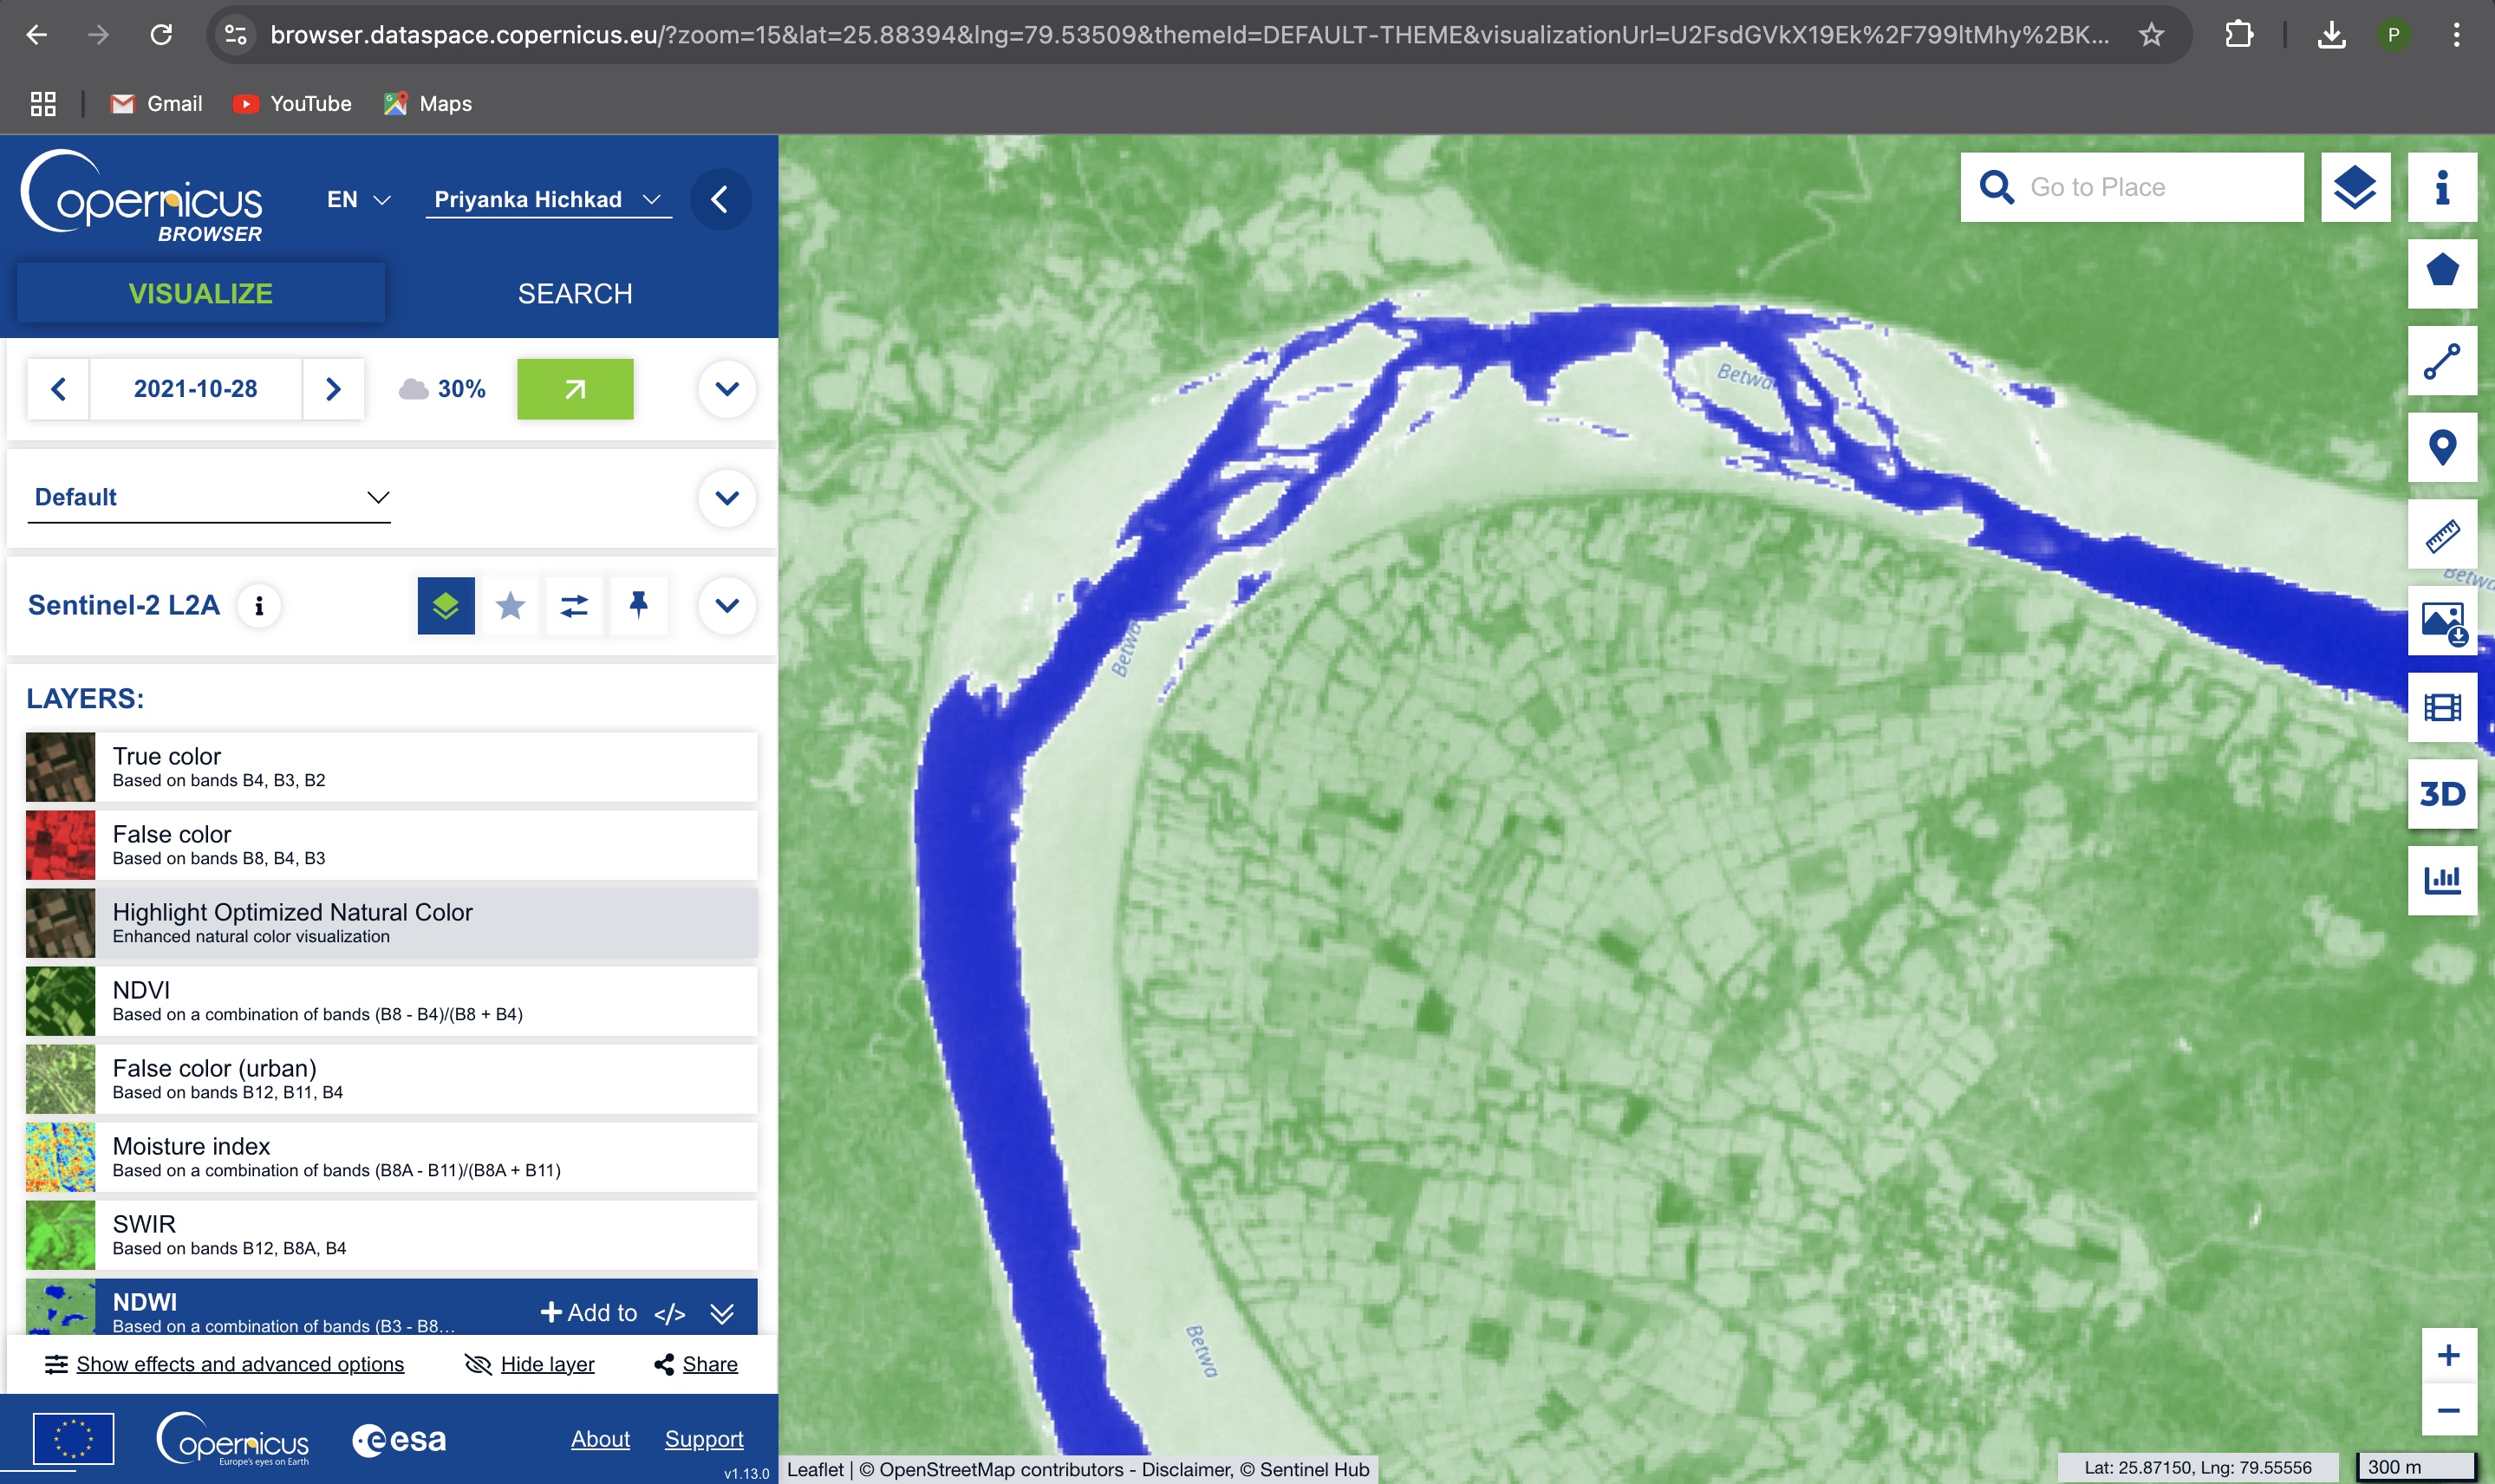 browser.dataspace.copernicus.eu/?zoom=15&lat=25.88394&lng=79.53509&themeId=DEFAULT-THEME&visualizationUrl=U2FsdGVkX19Ek%2F799ltMhy%2BK...
P
Gmail
YouTube
Maps
Copernicus
BROWSER
EN
Priyanka Hichkad
VISUALIZE
SEARCH
2021-10-28
30%
Default
Sentinel-2 L2A
LAYERS:
True color
Based on bands B4, B3, B2
False color
Based on bands B8, B4, B3
Highlight Optimized Natural Color
Enhanced natural color visualization
NDVI
Based on a combination of bands (B8 - B4)/(B8 + B4)
False color (urban)
Based on bands B12, B11, B4
Moisture index
Based on a combination of bands (B8A - B11)/(B8A + B11)
SWIR
Based on bands B12, B8A, B4
NDWI
Based on a combination of bands (B3 - B8...
Add to
</>
Show effects and advanced options
Hide layer
Share
Copernicus
Europe's eyes on Earth
esa
About
Support
v1.13.0
Go to Place
Betwa
Betwa
Betwa
Betwa
3D
+
−
Leaflet | © OpenStreetMap contributors - Disclaimer, © Sentinel Hub
Lat: 25.87150, Lng: 79.55556
300 m